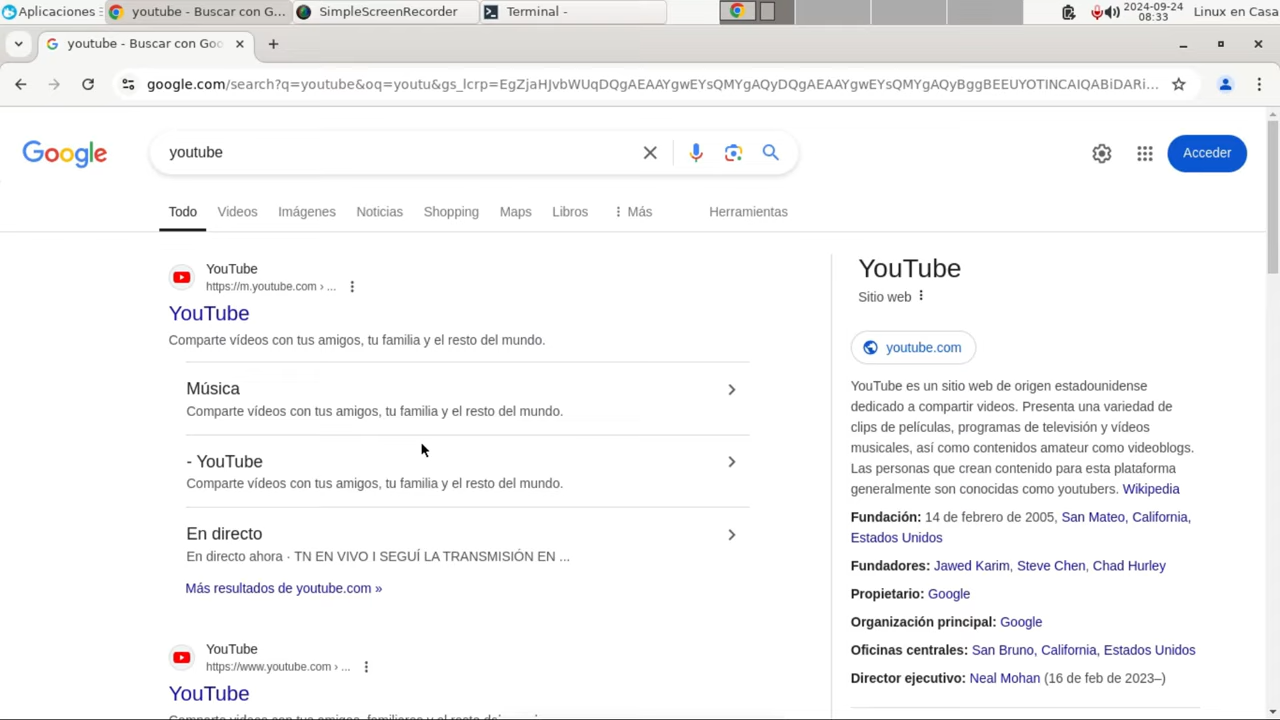 Aplicaciones
youtube - Buscar con G...
SimpleScreenRecorder
Terminal -
2024-09-24
08:33
Linux en Casa
youtube - Buscar con Goo
google.com/search?q=youtube&oq=youtu&gs_lcrp=EgZjaHJvbWUqDQgAEAAYgwEYsQMYgAQyDQgAEAAYgwEYsQMYgAQyBggBEEUYOTINCAIQABiDARi...
Google
youtube
Acceder
Todo
Videos
Imágenes
Noticias
Shopping
Maps
Libros
Más
Herramientas
YouTube
https://m.youtube.com › ...
YouTube
Comparte vídeos con tus amigos, tu familia y el resto del mundo.
Música
Comparte vídeos con tus amigos, tu familia y el resto del mundo.
- YouTube
Comparte vídeos con tus amigos, tu familia y el resto del mundo.
En directo
En directo ahora · TN EN VIVO I SEGUÍ LA TRANSMISIÓN EN ...
Más resultados de youtube.com »
YouTube
https://www.youtube.com › ...
YouTube
YouTube
Sitio web
youtube.com
YouTube es un sitio web de origen estadounidense
dedicado a compartir videos. Presenta una variedad de
clips de películas, programas de televisión y vídeos
musicales, así como contenidos amateur como videoblogs.
Las personas que crean contenido para esta plataforma
generalmente son conocidas como youtubers. Wikipedia
Fundación: 14 de febrero de 2005, San Mateo, California,
Estados Unidos
Fundadores: Jawed Karim, Steve Chen, Chad Hurley
Propietario: Google
Organización principal: Google
Oficinas centrales: San Bruno, California, Estados Unidos
Director ejecutivo: Neal Mohan (16 de feb de 2023–)